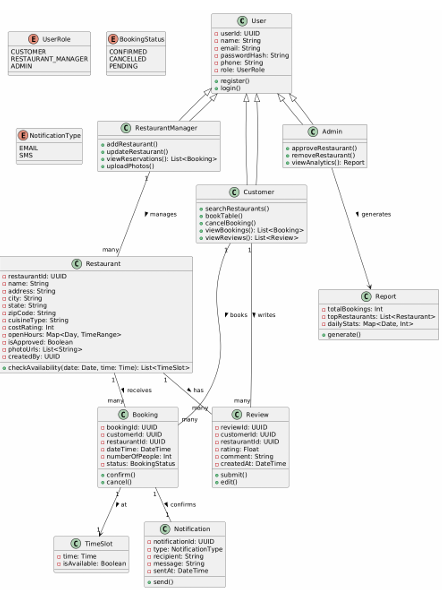 E UserRole
CUSTOMER
RESTAURANT_MANAGER
ADMIN
E BookingStatus
CONFIRMED
CANCELLED
PENDING
C User
userId: UUID
name: String
email: String
passwordHash: String
phone: String
role: UserRole
register()
login()
E NotificationType
EMAIL
SMS
C RestaurantManager
addRestaurant()
updateRestaurant()
viewReservations(): List<Booking>
uploadPhotos()
C Admin
approveRestaurant()
removeRestaurant()
viewAnalytics(): Report
C Customer
searchRestaurants()
bookTable()
cancelBooking()
viewBookings(): List<Booking>
viewReviews(): List<Review>
1
manages
many
generates
1
1
books
writes
C Restaurant
restaurantId: UUID
name: String
address: String
city: String
state: String
zipCode: String
cuisineType: String
costRating: Int
openHours: Map<Day, TimeRange>
isApproved: Boolean
photoUrls: List<String>
createdBy: UUID
checkAvailability(date: Date, time: Time): List<TimeSlot>
C Report
totalBookings: Int
topRestaurants: List<Restaurant>
dailyStats: Map<Date, Int>
generate()
1
1
receives
has
many
many
many
many
C Booking
bookingId: UUID
customerId: UUID
restaurantId: UUID
dateTime: DateTime
numberOfPeople: Int
status: BookingStatus
confirm()
cancel()
C Review
reviewId: UUID
customerId: UUID
restaurantId: UUID
rating: Float
comment: String
createdAt: DateTime
submit()
edit()
1
1
at
confirms
1
1
C TimeSlot
time: Time
isAvailable: Boolean
C Notification
notificationId: UUID
type: NotificationType
recipient: String
message: String
sentAt: DateTime
send()